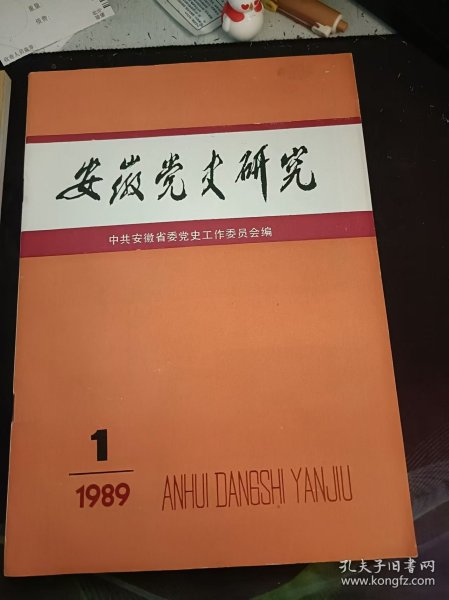 安徽党史研究
中共安徽省委党史工作委员会编
1
1989
ANHUI DANGSHI YANJIU
孔夫子旧书网
www.kongfz.com